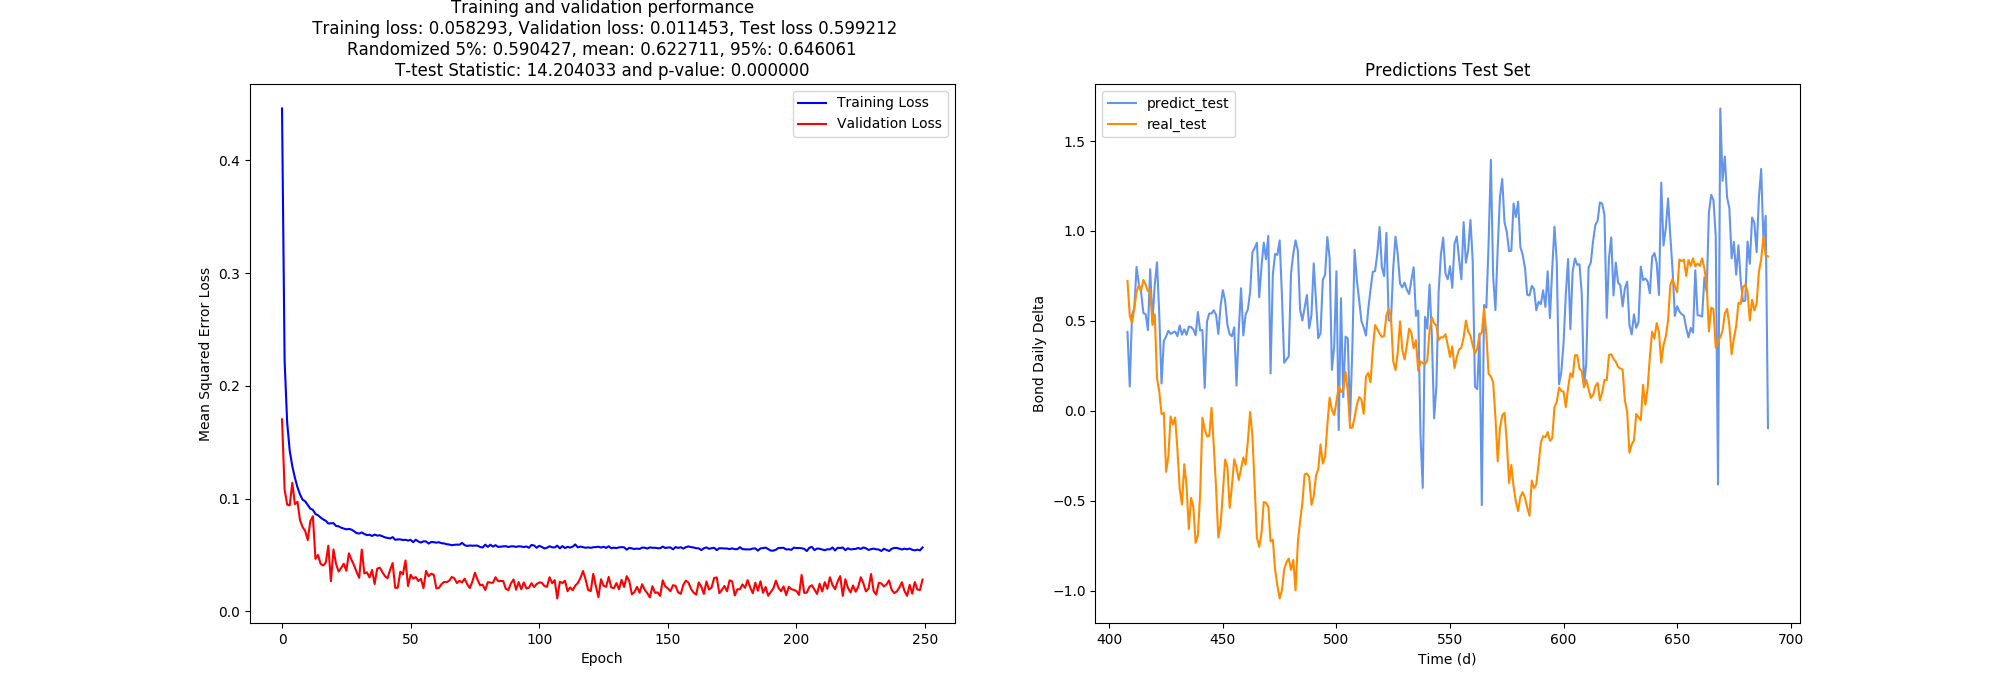 Training and validation performance
Training loss: 0.058293, Validation loss: 0.011453, Test loss 0.599212
Randomized 5%: 0.590427, mean: 0.622711, 95%: 0.646061
T-test Statistic: 14.204033 and p-value: 0.000000
Training Loss
Validation Loss
Mean Squared Error Loss
0.4
0.3
0.2
0.1
0.0
0 50 100 150 200 250
Epoch
Predictions Test Set
predict_test
real_test
Bond Daily Delta
1.5
1.0
0.5
0.0
−0.5
−1.0
400 450 500 550 600 650 700
Time (d)